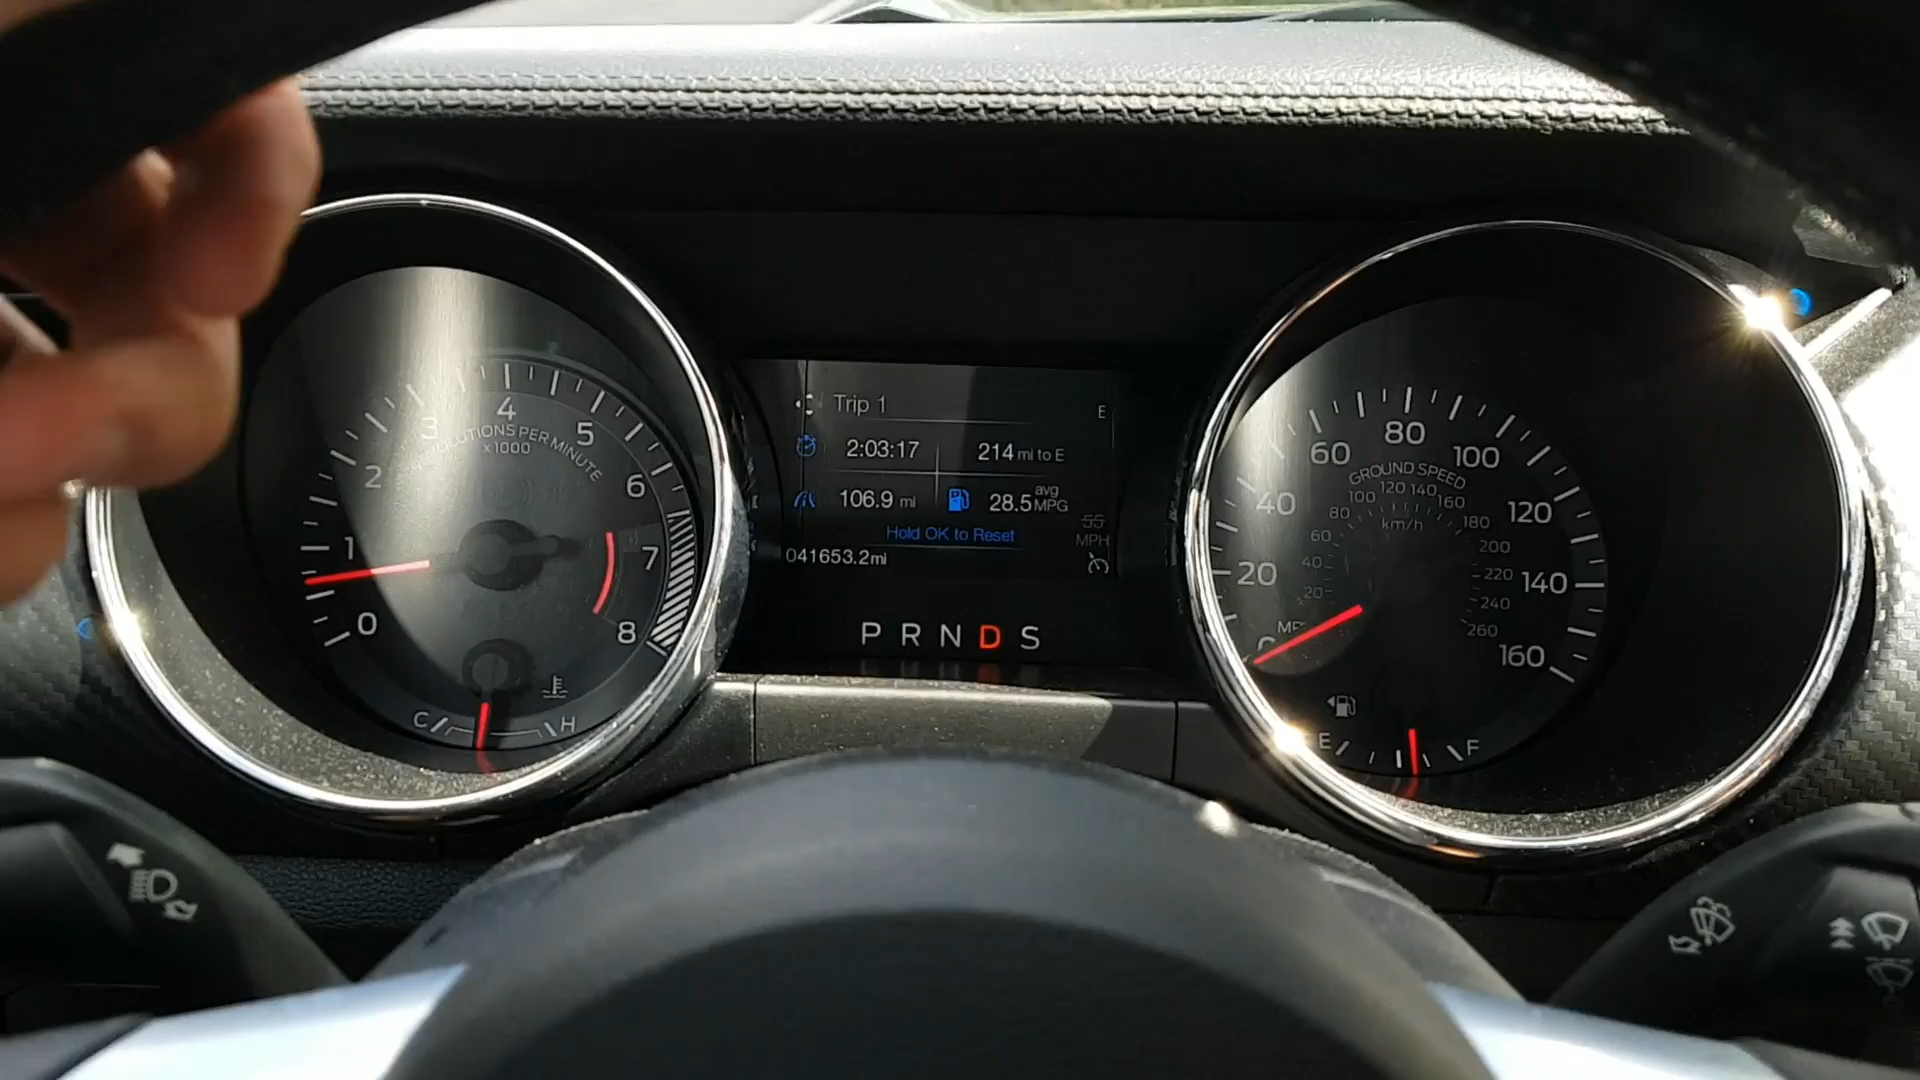 Trip 1
E
2:03:17
214 mi to E
106.9 mi
28.5 avg MPG
Hold OK to Reset
55
MPH
041653.2mi
P R N D S
0 1 2 3 4 5 6 7 8
REVOLUTIONS PER MINUTE
x1000
C H
20 40 60 80 100 120 140 160
GROUND SPEED
20 40 60 80 100 120 140 160 180 200 220 240 260
km/h
E F